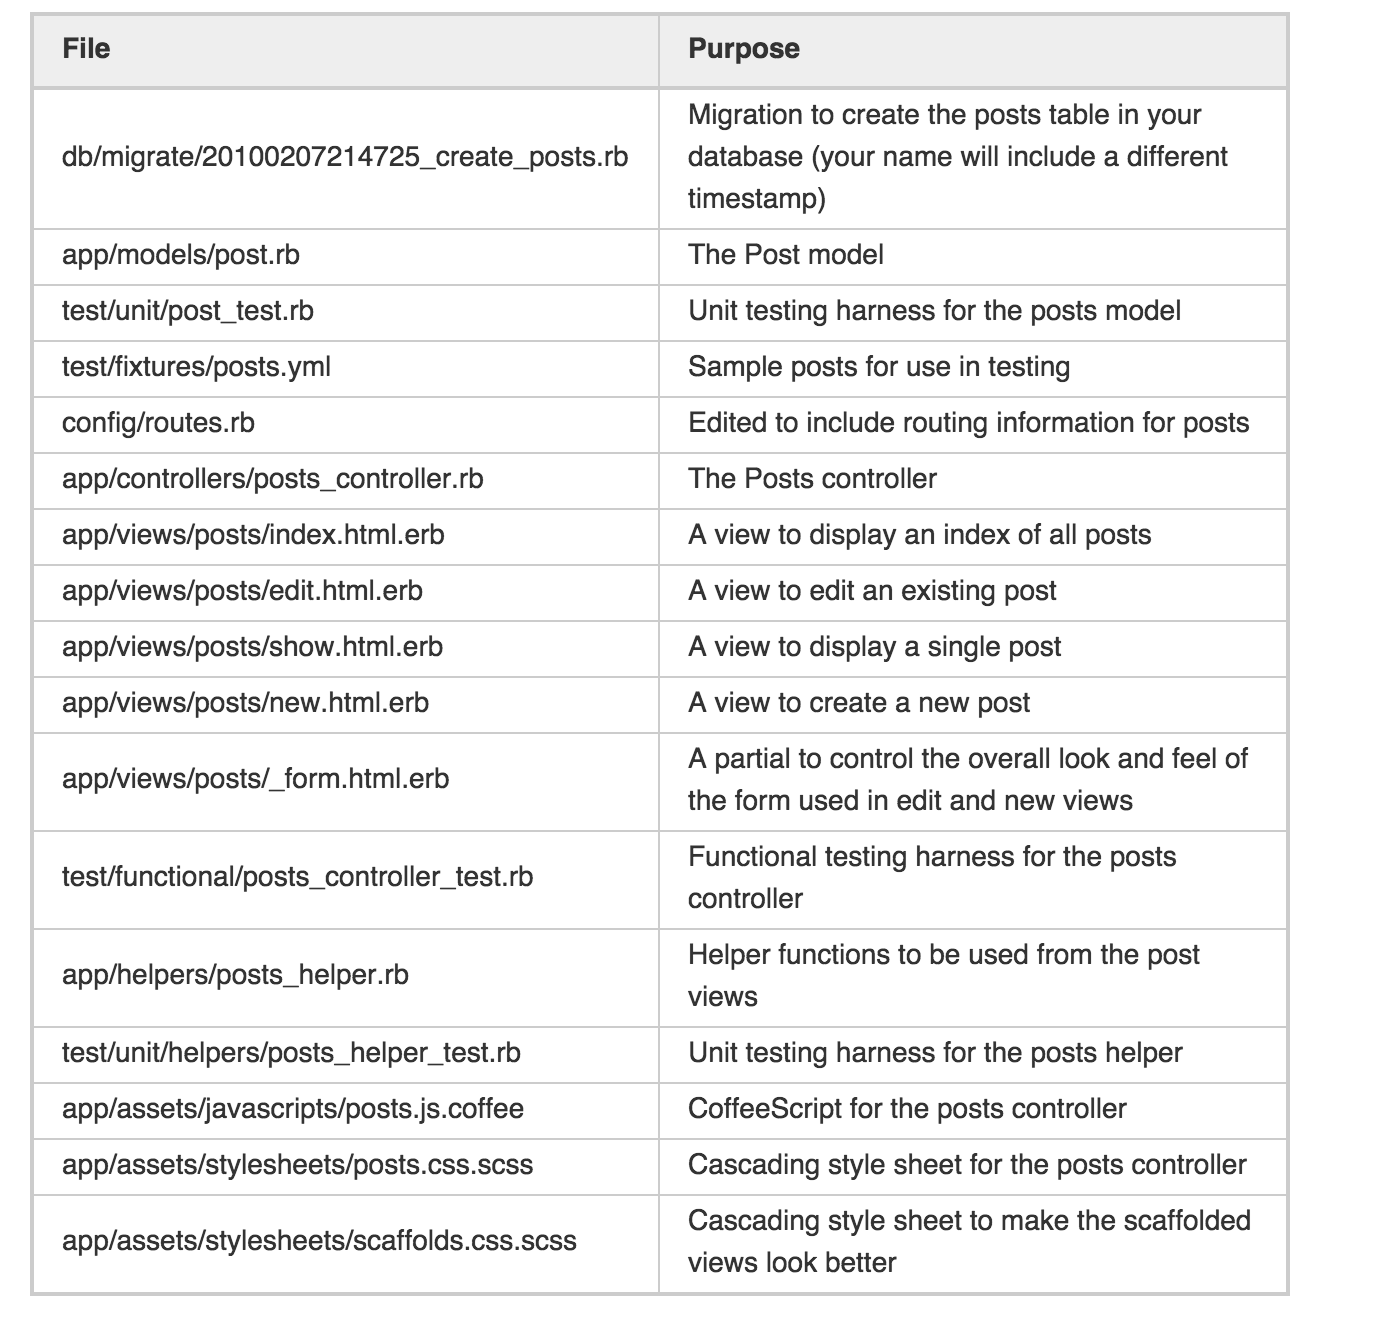 File Purpose
db/migrate/20100207214725_create_posts.rb Migration to create the posts table in your
database (your name will include a different
timestamp)
app/models/post.rb The Post model
test/unit/post_test.rb Unit testing harness for the posts model
test/fixtures/posts.yml Sample posts for use in testing
config/routes.rb Edited to include routing information for posts
app/controllers/posts_controller.rb The Posts controller
app/views/posts/index.html.erb A view to display an index of all posts
app/views/posts/edit.html.erb A view to edit an existing post
app/views/posts/show.html.erb A view to display a single post
app/views/posts/new.html.erb A view to create a new post
app/views/posts/_form.html.erb A partial to control the overall look and feel of
the form used in edit and new views
test/functional/posts_controller_test.rb Functional testing harness for the posts
controller
app/helpers/posts_helper.rb Helper functions to be used from the post
views
test/unit/helpers/posts_helper_test.rb Unit testing harness for the posts helper
app/assets/javascripts/posts.js.coffee CoffeeScript for the posts controller
app/assets/stylesheets/posts.css.scss Cascading style sheet for the posts controller
app/assets/stylesheets/scaffolds.css.scss Cascading style sheet to make the scaffolded
views look better